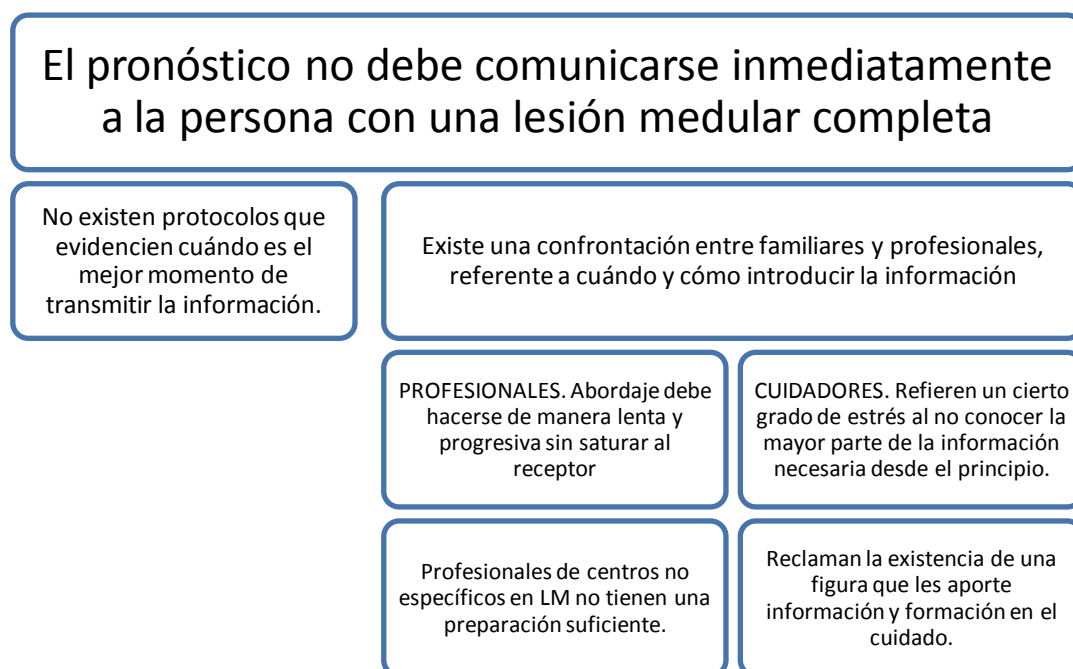 El pronóstico no debe comunicarse inmediatamente
a la persona con una lesión medular completa
No existen protocolos que
evidencien cuándo es el
mejor momento de
transmitir la información.
Existe una confrontación entre familiares y profesionales,
referente a cuándo y cómo introducir la información
PROFESIONALES. Abordaje debe
hacerse de manera lenta y
progresiva sin saturar al
receptor
CUIDADORES. Refieren un cierto
grado de estrés al no conocer la
mayor parte de la información
necesaria desde el principio.
Profesionales de centros no
específicos en LM no tienen una
preparación suficiente.
Reclaman la existencia de una
figura que les aporte
información y formación en el
cuidado.